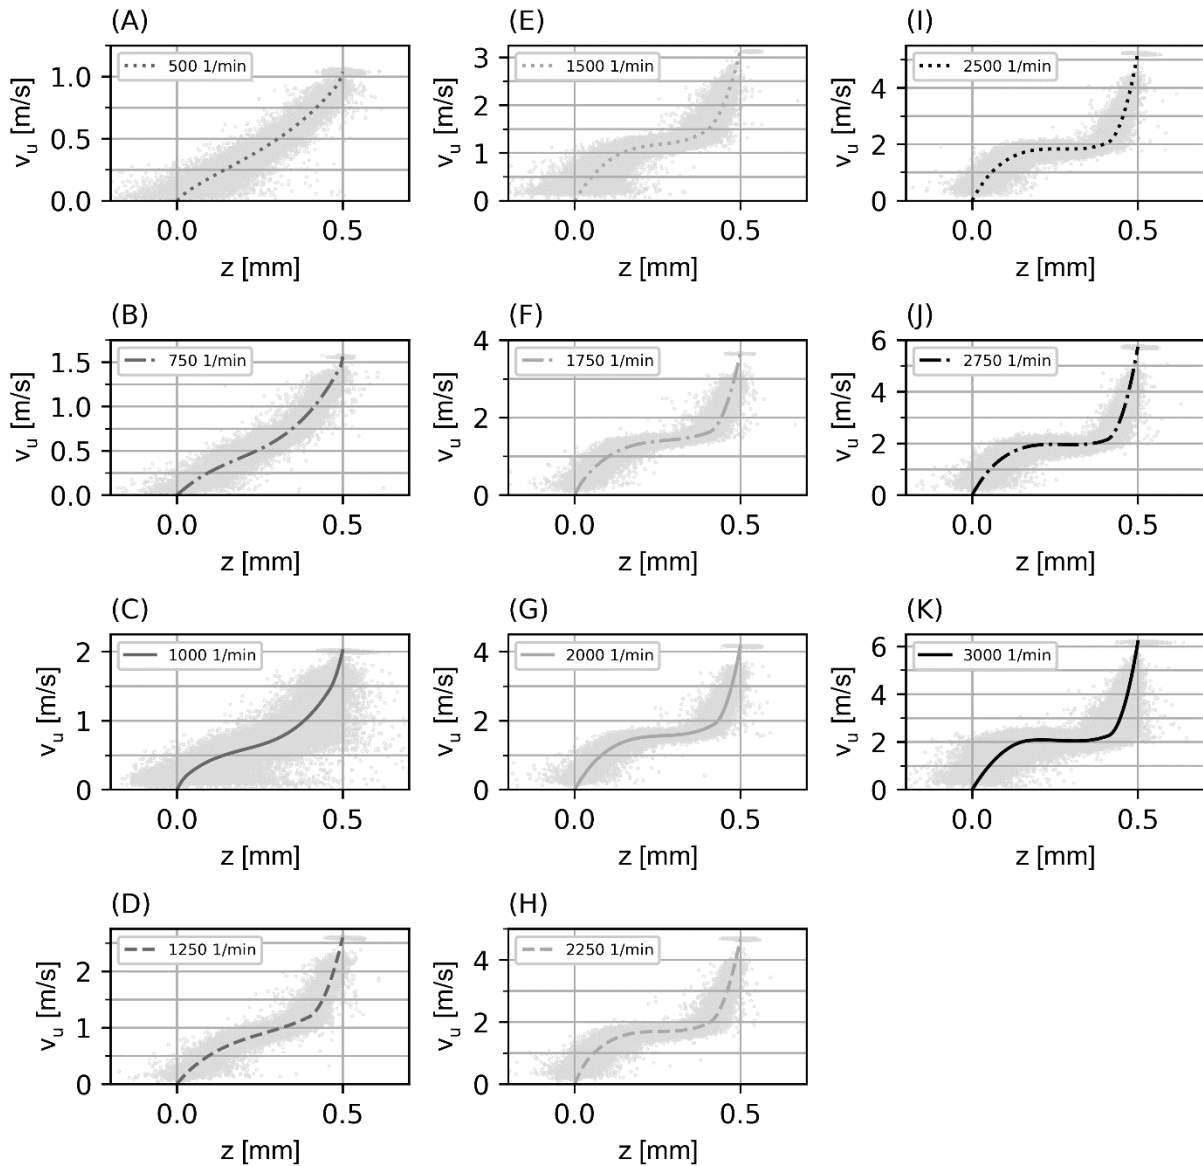 (A)
500 1/min
1.0
0.5
0.0
v_u [m/s]
0.0 0.5
z [mm]
(B)
750 1/min
1.5
1.0
0.5
0.0
v_u [m/s]
0.0 0.5
z [mm]
(C)
1000 1/min
2
1
0
v_u [m/s]
0.0 0.5
z [mm]
(D)
1250 1/min
2
1
0
v_u [m/s]
0.0 0.5
z [mm]
(E)
1500 1/min
3
2
1
0
v_u [m/s]
0.0 0.5
z [mm]
(F)
1750 1/min
4
2
0
v_u [m/s]
0.0 0.5
z [mm]
(G)
2000 1/min
4
2
0
v_u [m/s]
0.0 0.5
z [mm]
(H)
2250 1/min
4
2
0
v_u [m/s]
0.0 0.5
z [mm]
(I)
2500 1/min
4
2
0
v_u [m/s]
0.0 0.5
z [mm]
(J)
2750 1/min
6
4
2
0
v_u [m/s]
0.0 0.5
z [mm]
(K)
3000 1/min
6
4
2
0
v_u [m/s]
0.0 0.5
z [mm]